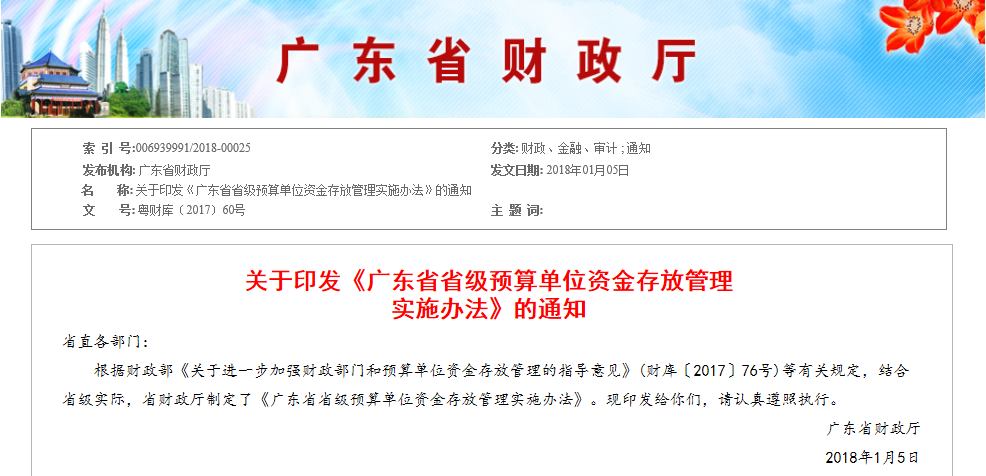 广东省财政厅
索 引 号:006939991/2018-00025 分类: 财政、金融、审计 ; 通知
发布机构: 广东省财政厅 发文日期: 2018年01月05日
名 称: 关于印发《广东省省级预算单位资金存放管理实施办法》的通知
文 号: 粤财库（2017）60号 主 题 词:
关于印发《广东省省级预算单位资金存放管理
实施办法》的通知
省直各部门：
根据财政部《关于进一步加强财政部门和预算单位资金存放管理的指导意见》(财库〔2017〕76号)等有关规定，结合
省级实际，省财政厅制定了《广东省省级预算单位资金存放管理实施办法》。现印发给你们，请认真遵照执行。
广东省财政厅
2018年1月5日